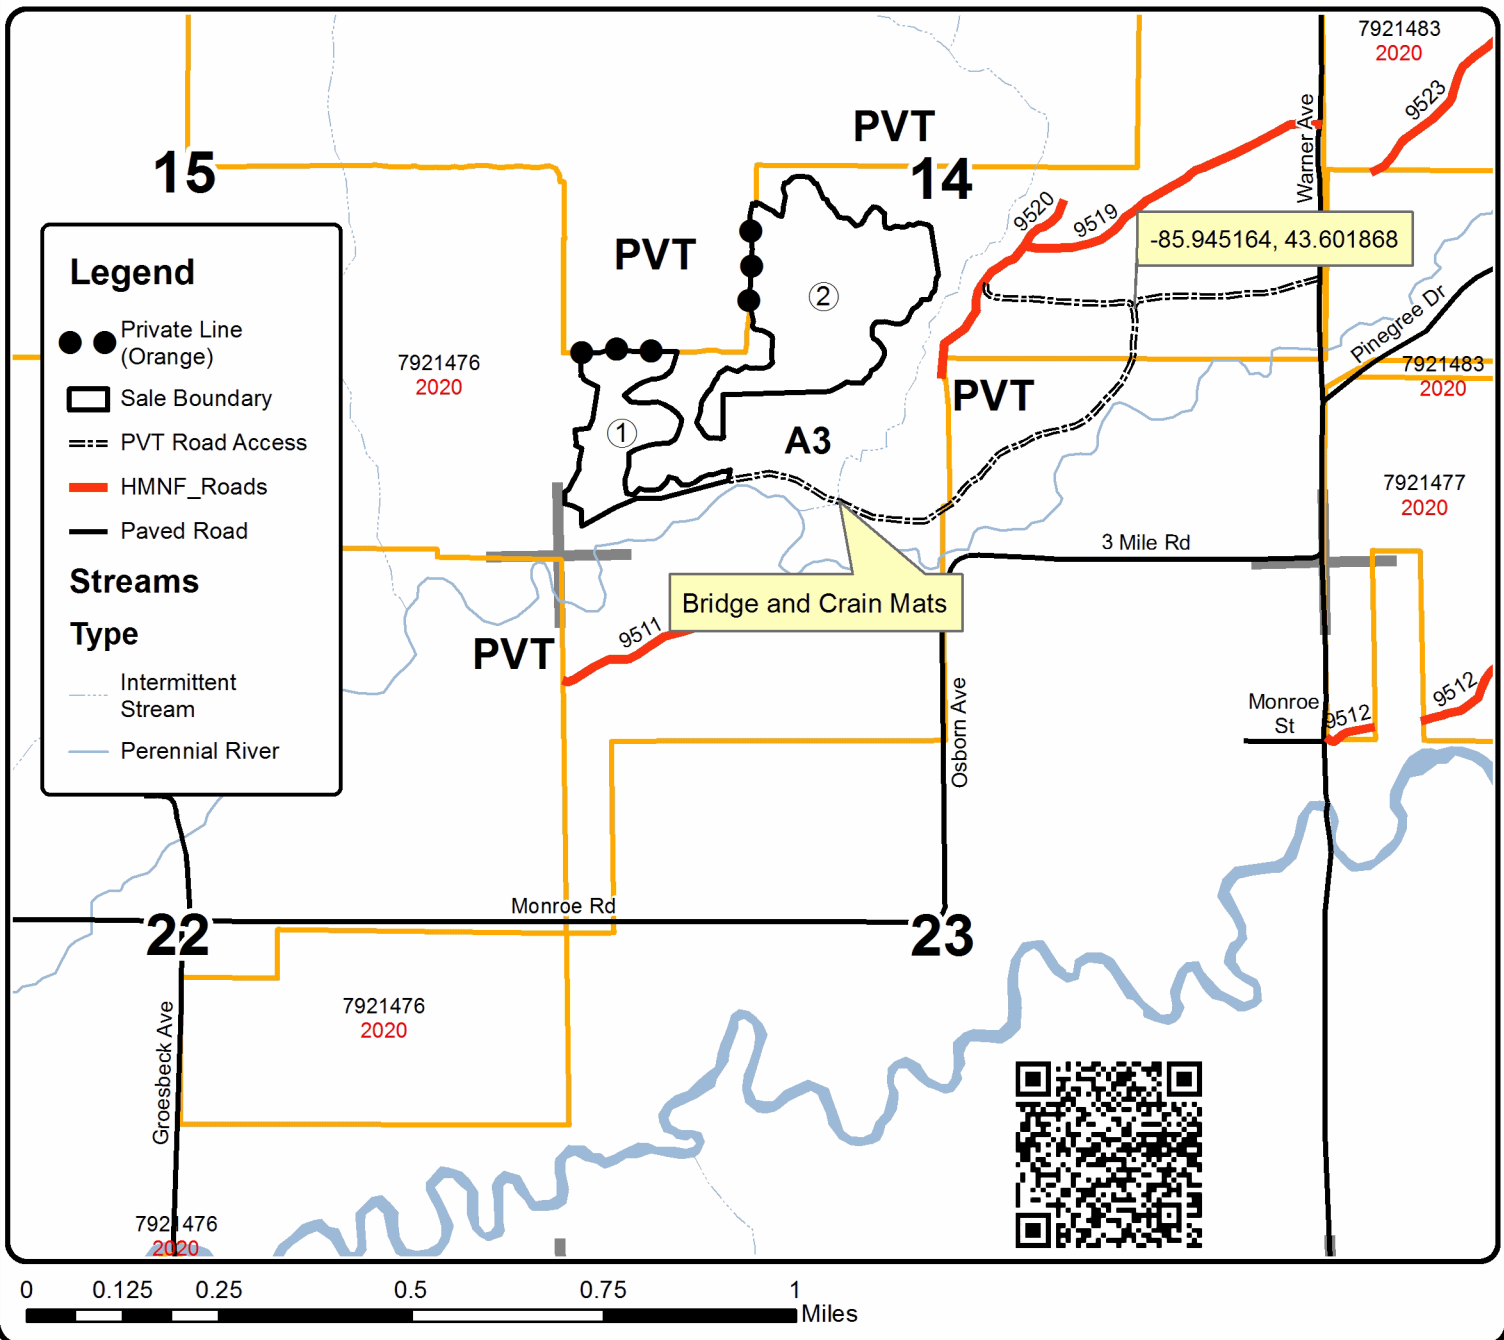 7921483
2020
PVT
15
14
9523
Warner Ave
9520
9519
-85.945164, 43.601868
PVT
Legend
Private Line
(Orange)
Sale Boundary
PVT Road Access
HMNF_Roads
Paved Road
Streams
Type
Intermittent
Stream
Perennial River
2
Pinegree Dr
7921476
2020
7921483
2020
PVT
1
A3
7921477
2020
3 Mile Rd
Bridge and Crain Mats
9511
PVT
Osborn Ave
Monroe
St
9512
9512
Monroe Rd
22
23
7921476
2020
Groesbeck Ave
7921476
2020
0
0.125
0.25
0.5
0.75
1
Miles